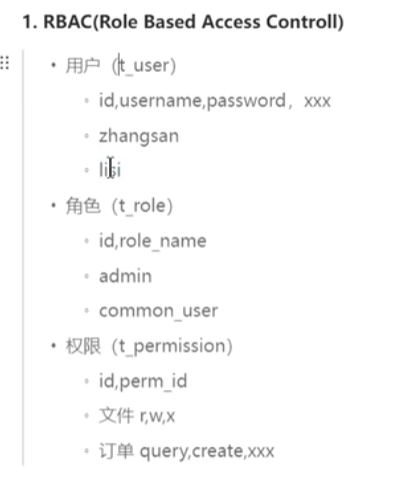 1. RBAC(Role Based Access Controll)
用户（t_user）
id,username,password，xxx
zhangsan
lisi
角色（t_role）
id,role_name
admin
common_user
权限（t_permission）
id,perm_id
文件 r,w,x
订单 query,create,xxx